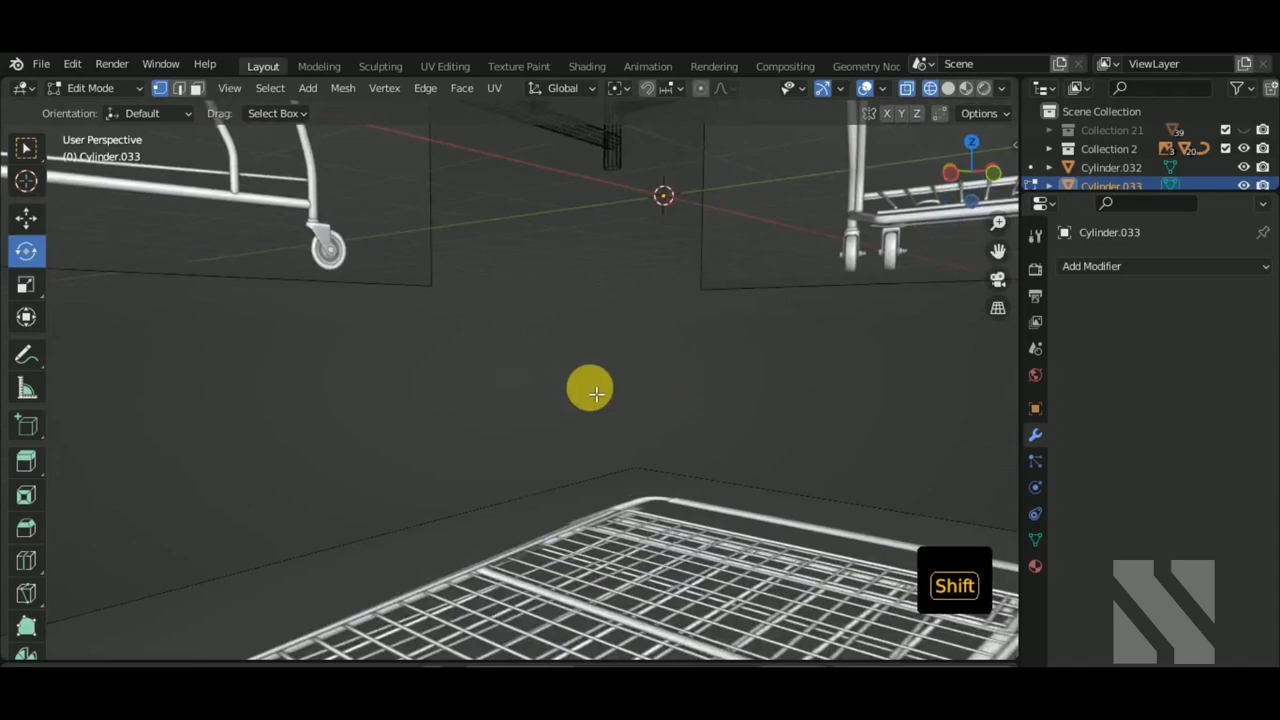 File Edit Render Window Help
Layout Modeling Sculpting UV Editing Texture Paint Shading Animation Rendering Compositing Geometry Noc
Scene
ViewLayer
Edit Mode View Select Add Mesh Vertex Edge Face UV Global
Orientation: Default Drag: Select Box
X Y Z Options
User Perspective
(0) Cylinder.033
Z
Scene Collection
Collection 21 39
Collection 2 3 20
Cylinder.032
Cylinder.033
Cylinder.033
Add Modifier
Shift